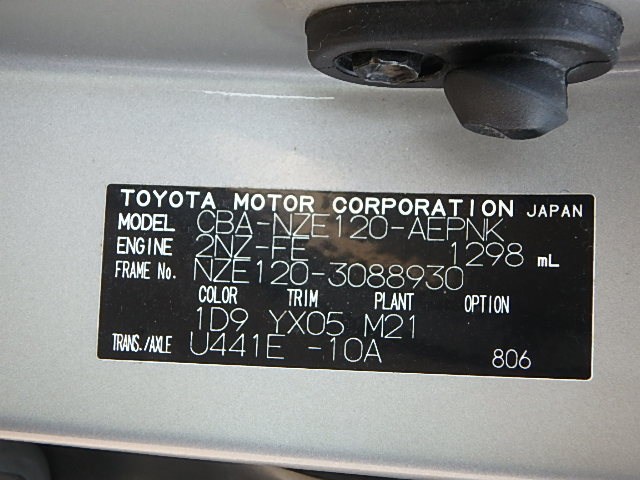 TOYOTA MOTOR CORPORATION JAPAN
MODEL CBA-NZE120-AEPNK
ENGINE 2NZ-FE 1298 mL
FRAME No. NZE120-3088930
COLOR TRIM PLANT OPTION
1D9 YX05 M21
TRANS./AXLE U441E -10A 806